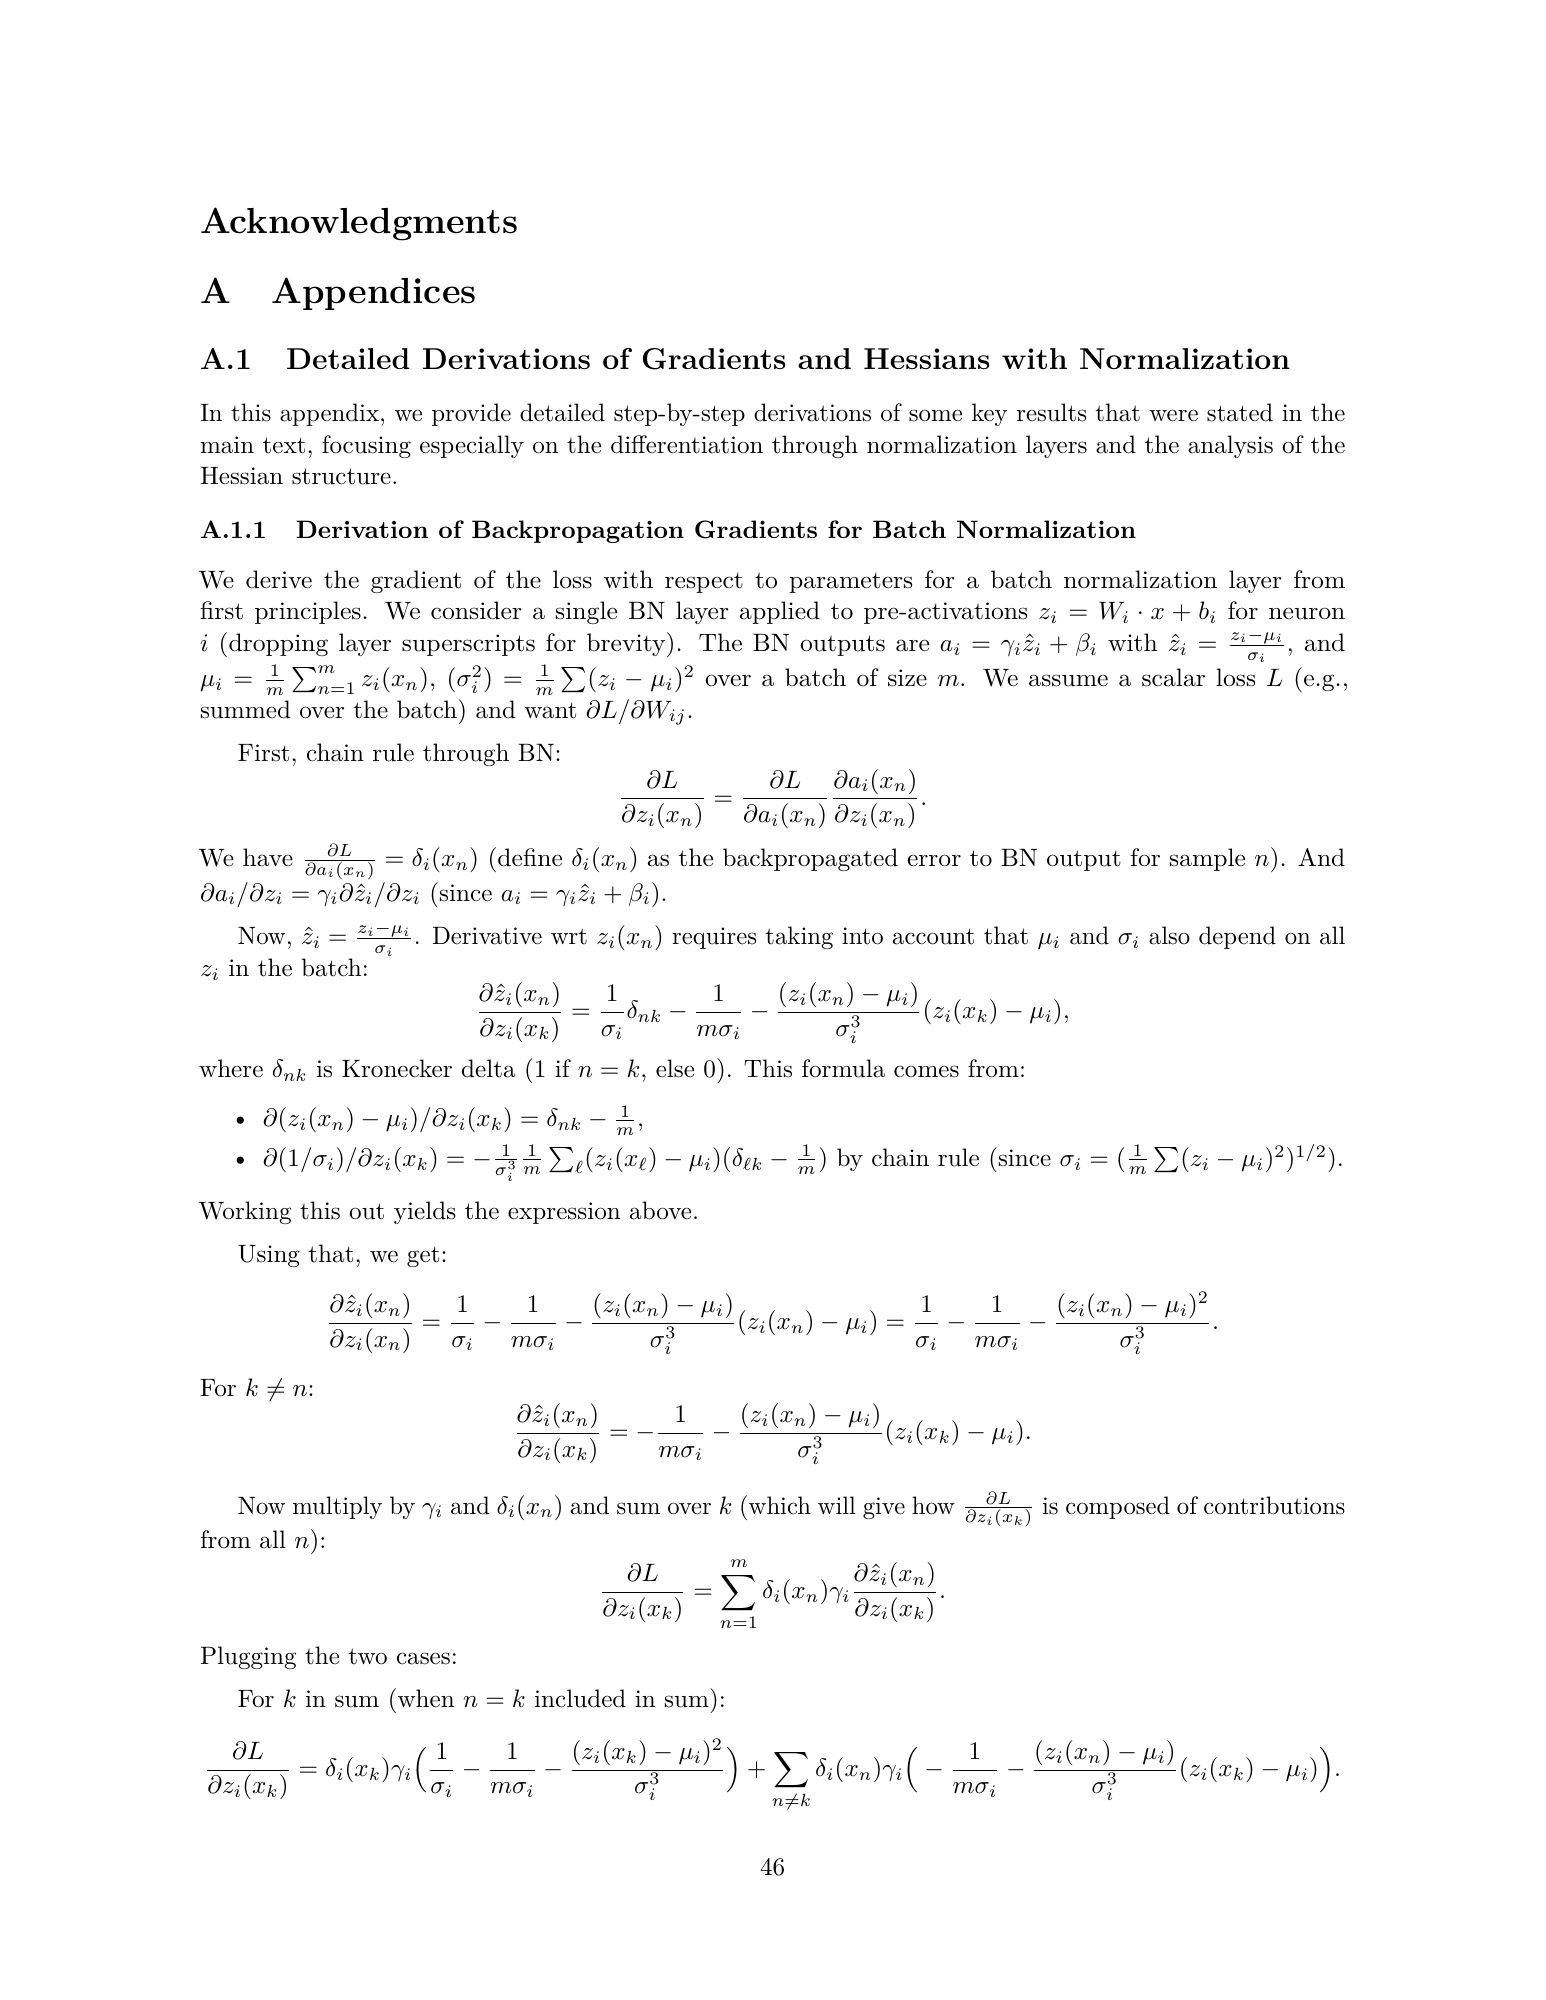 Acknowledgments
A Appendices
A.1 Detailed Derivations of Gradients and Hessians with Normalization
In this appendix, we provide detailed step-by-step derivations of some key results that were stated in the
main text, focusing especially on the differentiation through normalization layers and the analysis of the
Hessian structure.
A.1.1 Derivation of Backpropagation Gradients for Batch Normalization
We derive the gradient of the loss with respect to parameters for a batch normalization layer from
first principles. We consider a single BN layer applied to pre-activations $z_i = W_i \cdot x + b_i$ for neuron
$i$ (dropping layer superscripts for brevity). The BN outputs are $a_i = \gamma_i \hat{z}_i + \beta_i$ with $\hat{z}_i = \frac{z_i - \mu_i}{\sigma_i}$, and
$\mu_i = \frac{1}{m} \sum_{n=1}^{m} z_i(x_n)$, $(\sigma_i^2) = \frac{1}{m} \sum (z_i - \mu_i)^2$ over a batch of size $m$. We assume a scalar loss $L$ (e.g.,
summed over the batch) and want $\partial L / \partial W_{ij}$.
First, chain rule through BN:
$$\frac{\partial L}{\partial z_i(x_n)} = \frac{\partial L}{\partial a_i(x_n)} \frac{\partial a_i(x_n)}{\partial z_i(x_n)}.$$
We have $\frac{\partial L}{\partial a_i(x_n)} = \delta_i(x_n)$ (define $\delta_i(x_n)$ as the backpropagated error to BN output for sample $n$). And
$\partial a_i / \partial z_i = \gamma_i \partial \hat{z}_i / \partial z_i$ (since $a_i = \gamma_i \hat{z}_i + \beta_i$).
Now, $\hat{z}_i = \frac{z_i - \mu_i}{\sigma_i}$. Derivative wrt $z_i(x_n)$ requires taking into account that $\mu_i$ and $\sigma_i$ also depend on all
$z_i$ in the batch:
$$\frac{\partial \hat{z}_i(x_n)}{\partial z_i(x_k)} = \frac{1}{\sigma_i} \delta_{nk} - \frac{1}{m\sigma_i} - \frac{(z_i(x_n) - \mu_i)}{\sigma_i^3} (z_i(x_k) - \mu_i),$$
where $\delta_{nk}$ is Kronecker delta (1 if $n = k$, else 0). This formula comes from:
• $\partial(z_i(x_n) - \mu_i)/\partial z_i(x_k) = \delta_{nk} - \frac{1}{m}$,
• $\partial(1/\sigma_i)/\partial z_i(x_k) = -\frac{1}{\sigma_i^3} \frac{1}{m} \sum_{\ell} (z_i(x_\ell) - \mu_i)(\delta_{\ell k} - \frac{1}{m})$ by chain rule (since $\sigma_i = (\frac{1}{m} \sum (z_i - \mu_i)^2)^{1/2}$).
Working this out yields the expression above.
Using that, we get:
$$\frac{\partial \hat{z}_i(x_n)}{\partial z_i(x_n)} = \frac{1}{\sigma_i} - \frac{1}{m\sigma_i} - \frac{(z_i(x_n) - \mu_i)}{\sigma_i^3} (z_i(x_n) - \mu_i) = \frac{1}{\sigma_i} - \frac{1}{m\sigma_i} - \frac{(z_i(x_n) - \mu_i)^2}{\sigma_i^3}.$$
For $k \neq n$:
$$\frac{\partial \hat{z}_i(x_n)}{\partial z_i(x_k)} = -\frac{1}{m\sigma_i} - \frac{(z_i(x_n) - \mu_i)}{\sigma_i^3} (z_i(x_k) - \mu_i).$$
Now multiply by $\gamma_i$ and $\delta_i(x_n)$ and sum over $k$ (which will give how $\frac{\partial L}{\partial z_i(x_k)}$ is composed of contributions
from all $n$):
$$\frac{\partial L}{\partial z_i(x_k)} = \sum_{n=1}^{m} \delta_i(x_n) \gamma_i \frac{\partial \hat{z}_i(x_n)}{\partial z_i(x_k)}.$$
Plugging the two cases:
For $k$ in sum (when $n = k$ included in sum):
$$\frac{\partial L}{\partial z_i(x_k)} = \delta_i(x_k) \gamma_i \Big( \frac{1}{\sigma_i} - \frac{1}{m\sigma_i} - \frac{(z_i(x_k) - \mu_i)^2}{\sigma_i^3} \Big) + \sum_{n \neq k} \delta_i(x_n) \gamma_i \Big( -\frac{1}{m\sigma_i} - \frac{(z_i(x_n) - \mu_i)}{\sigma_i^3} (z_i(x_k) - \mu_i) \Big).$$
46